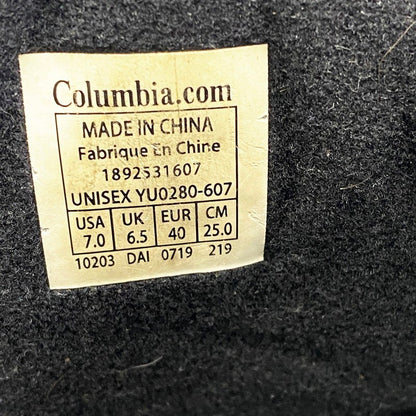 Columbia.com
MADE IN CHINA
Fabrique En Chine
1892531607
UNISEX YU0280-607
USA UK EUR CM
7.0 6.5 40 25.0
10203 DAI 0719 219